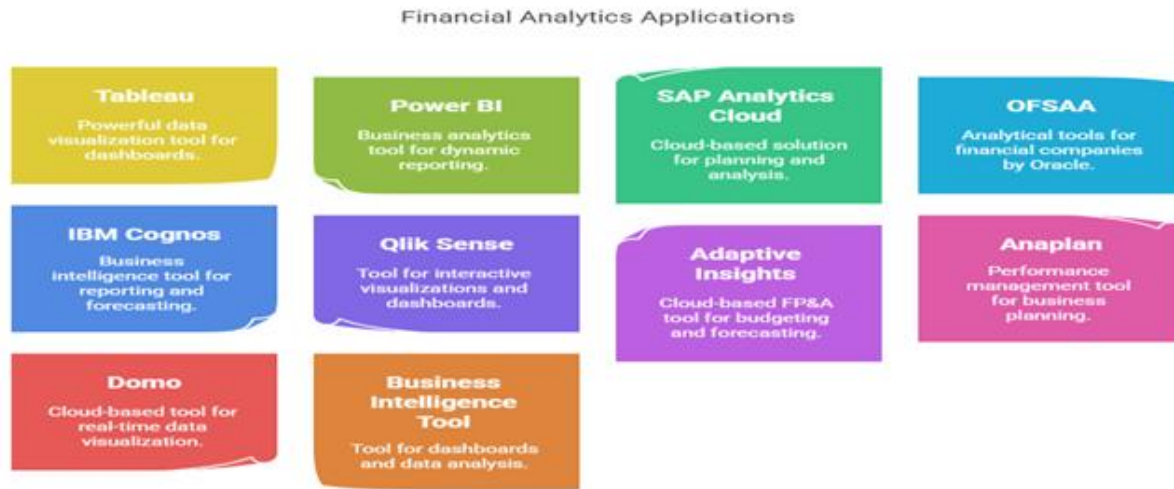 Financial Analytics Applications
Tableau
Powerful data
visualization tool for
dashboards.
Power BI
Business analytics
tool for dynamic
reporting.
SAP Analytics
Cloud
Cloud-based solution
for planning and
analysis.
OFSAA
Analytical tools for
financial companies
by Oracle.
IBM Cognos
Business
intelligence tool for
reporting and
forecasting.
Qlik Sense
Tool for interactive
visualizations and
dashboards.
Adaptive
Insights
Cloud-based FP&A
tool for budgeting
and forecasting.
Anaplan
Performance
management tool
for business
planning.
Domo
Cloud-based tool for
real-time data
visualization.
Business
Intelligence
Tool
Tool for dashboards
and data analysis.